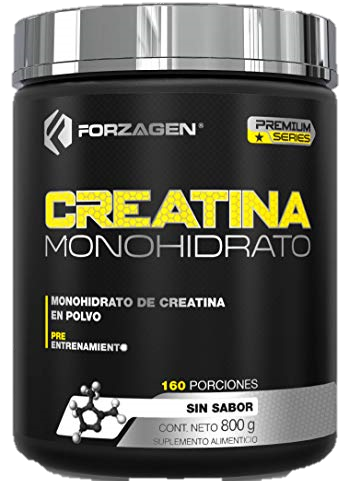 FORZAGEN®
PREMIUM
SERIES
CREATINA
MONOHIDRATO
MONOHIDRATO DE CREATINA
EN POLVO
PRE
ENTRENAMIENTO
160 PORCIONES
SIN SABOR
CONT. NETO 800 g
SUPLEMENTO ALIMENTICIO